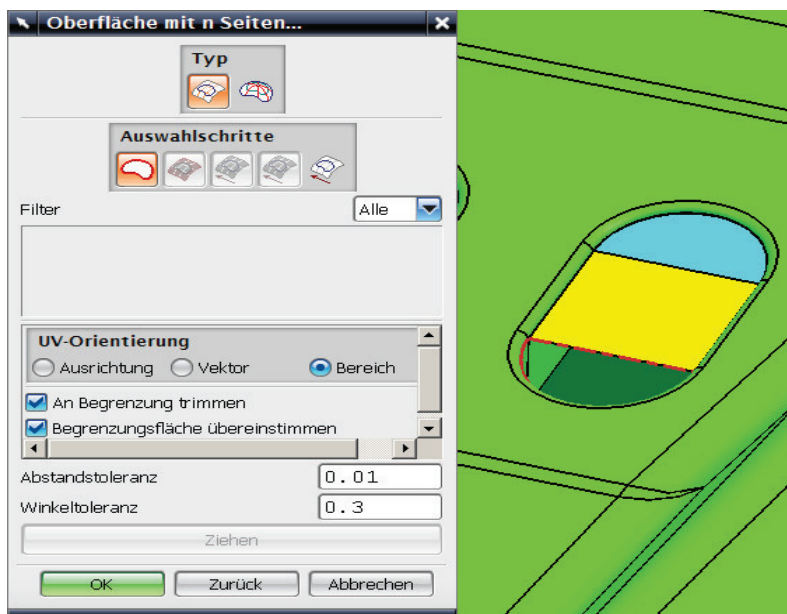 Oberfläche mit n Seiten...
Typ
Auswahlschritte
Filter Alle
UV-Orientierung
Ausrichtung Vektor Bereich
An Begrenzung trimmen
Begrenzungsfläche übereinstimmen
Abstandstoleranz 0.01
Winkeltoleranz 0.3
Ziehen
OK Zurück Abbrechen